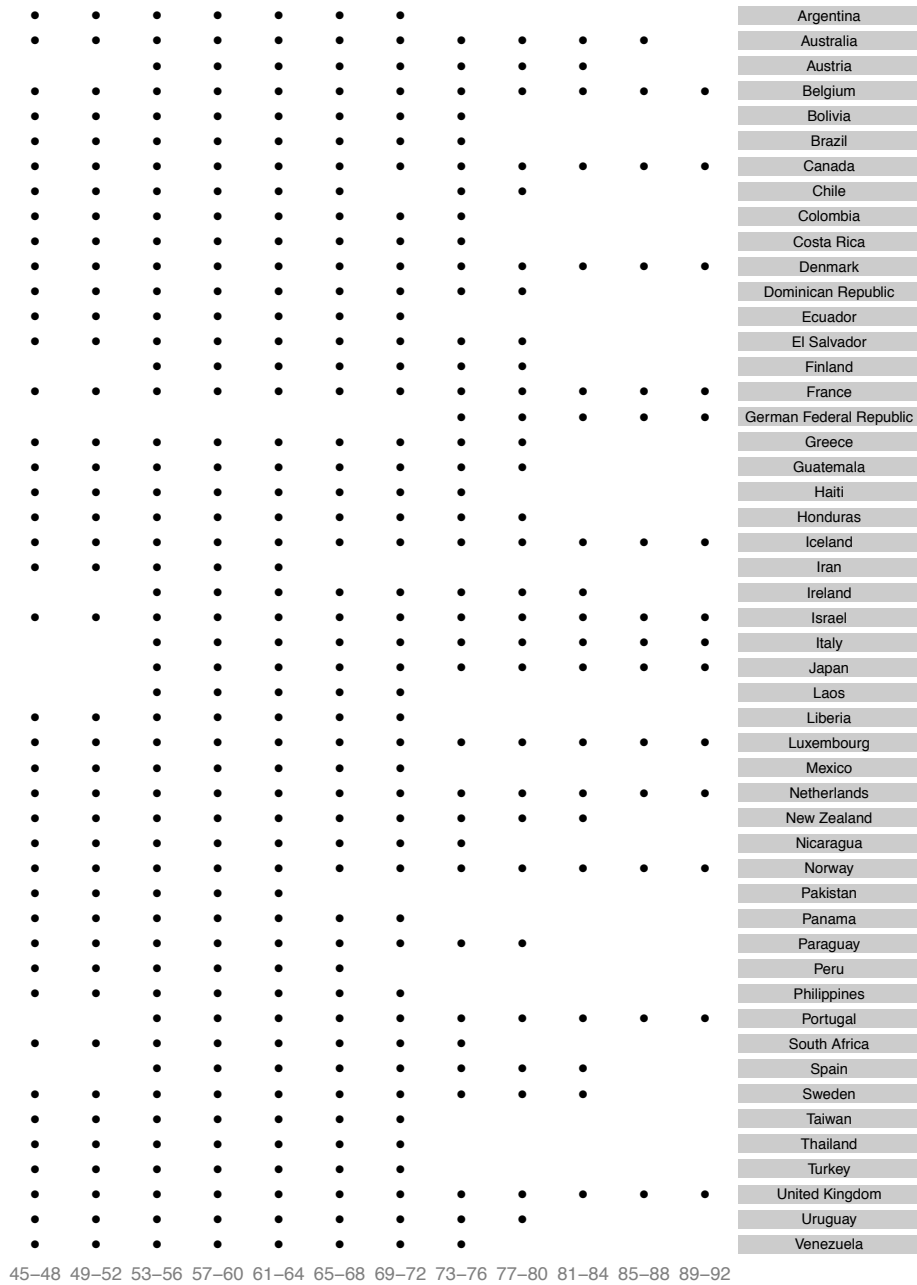 Argentina
Australia
Austria
Belgium
Bolivia
Brazil
Canada
Chile
Colombia
Costa Rica
Denmark
Dominican Republic
Ecuador
El Salvador
Finland
France
German Federal Republic
Greece
Guatemala
Haiti
Honduras
Iceland
Iran
Ireland
Israel
Italy
Japan
Laos
Liberia
Luxembourg
Mexico
Netherlands
New Zealand
Nicaragua
Norway
Pakistan
Panama
Paraguay
Peru
Philippines
Portugal
South Africa
Spain
Sweden
Taiwan
Thailand
Turkey
United Kingdom
Uruguay
Venezuela
45–48 49–52 53–56 57–60 61–64 65–68 69–72 73–76 77–80 81–84 85–88 89–92